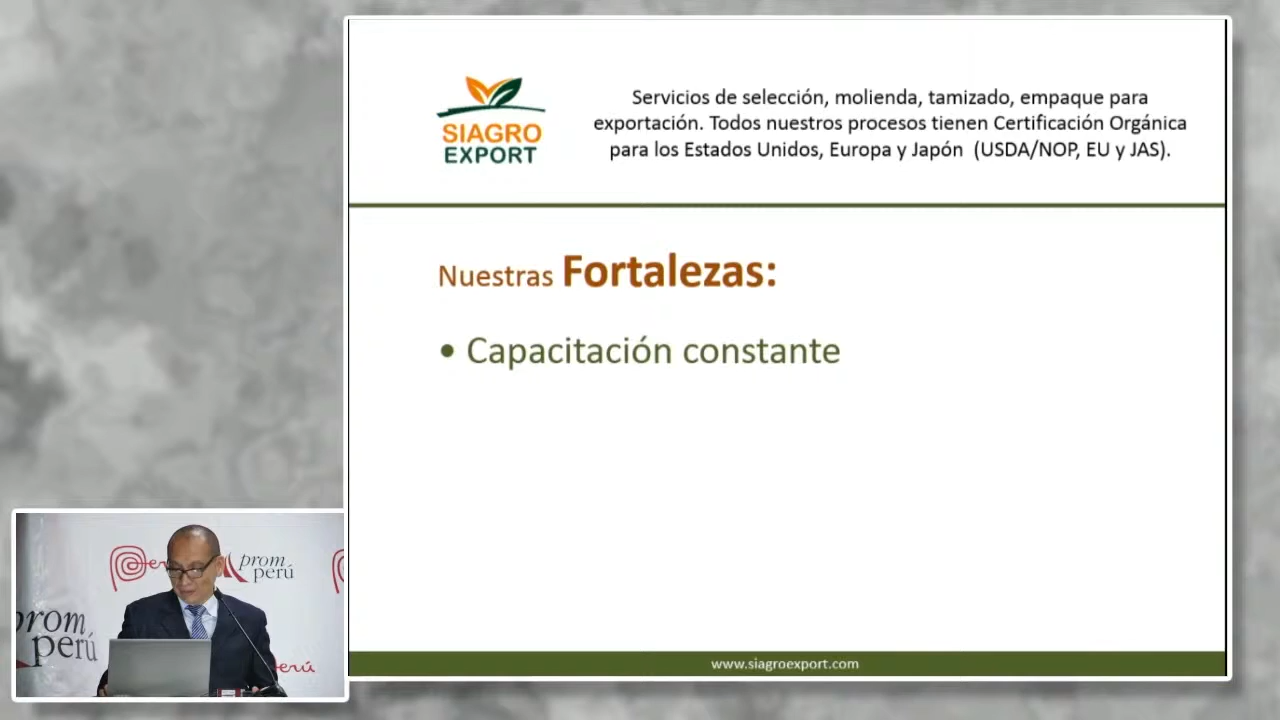 SIAGRO
EXPORT
Servicios de selección, molienda, tamizado, empaque para
exportación. Todos nuestros procesos tienen Certificación Orgánica
para los Estados Unidos, Europa y Japón (USDA/NOP, EU y JAS).
Nuestras Fortalezas:
• Capacitación constante
www.siagroexport.com
Perú
prom
perú
prom
perú